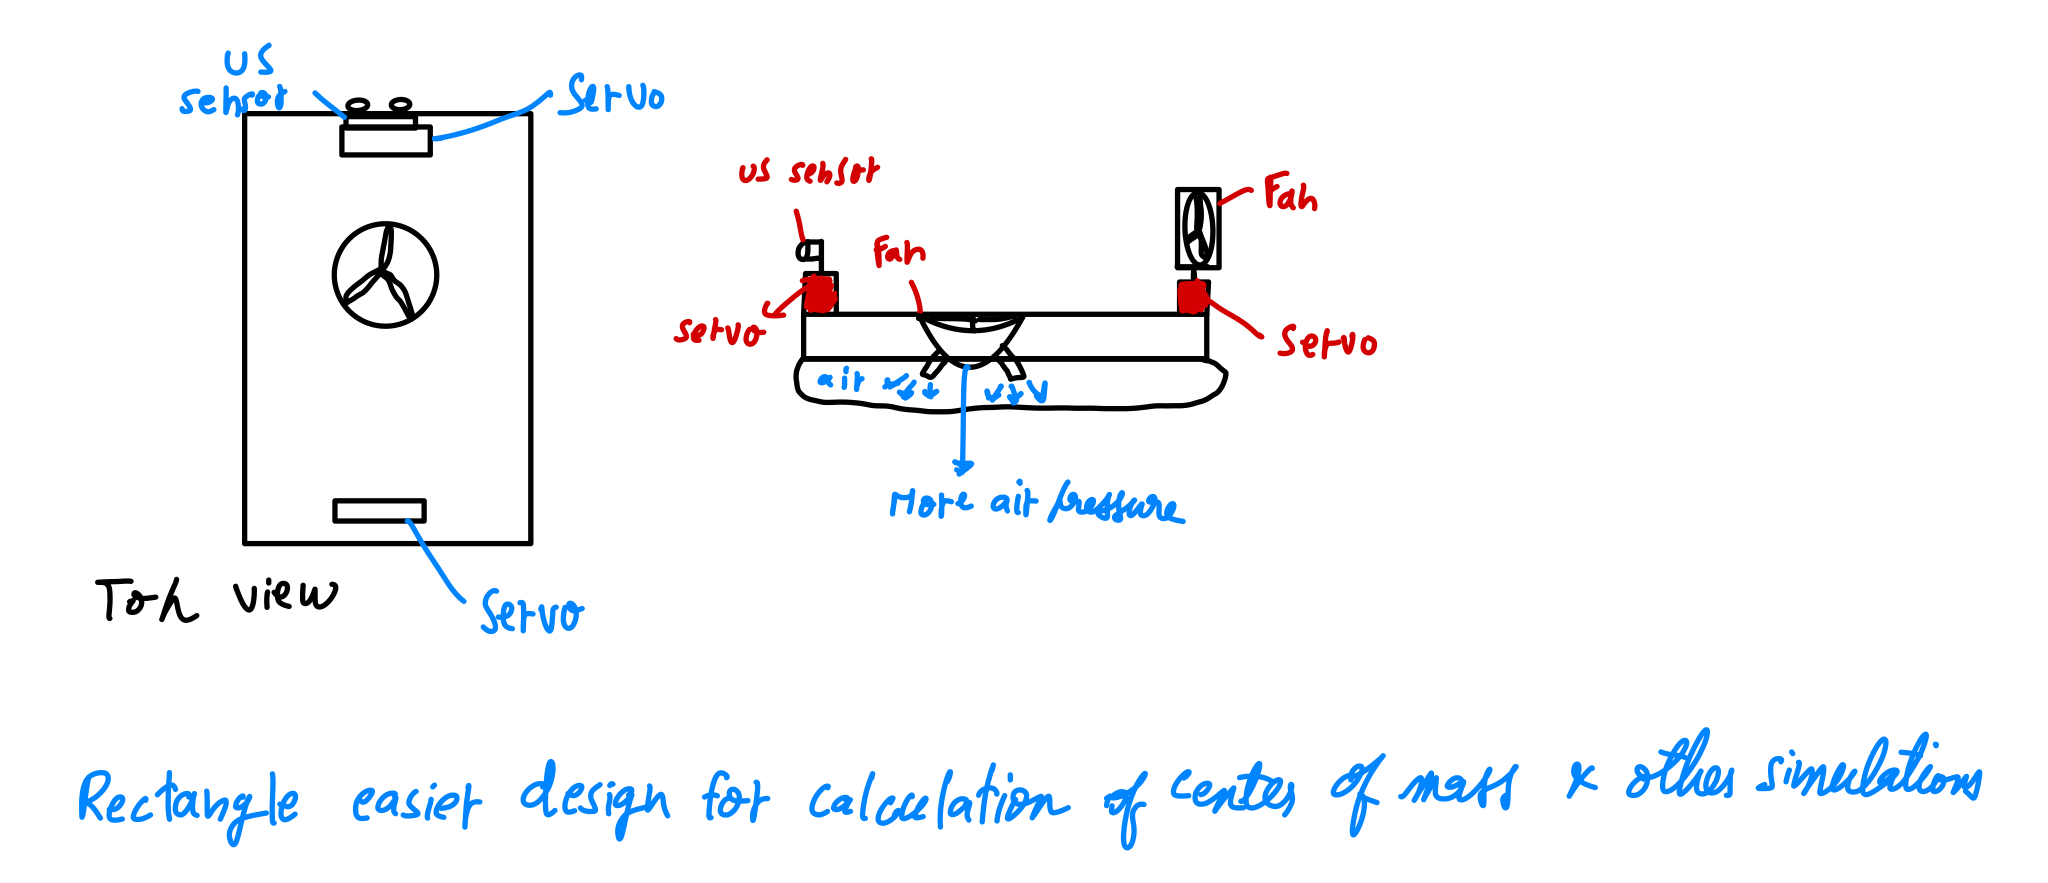 US
sensor
Servo
US sensor
Fan
Fan
servo
Servo
air
More air pressure
Servo
Top view
Rectangle easier design for calculation of center of mass & other simulations